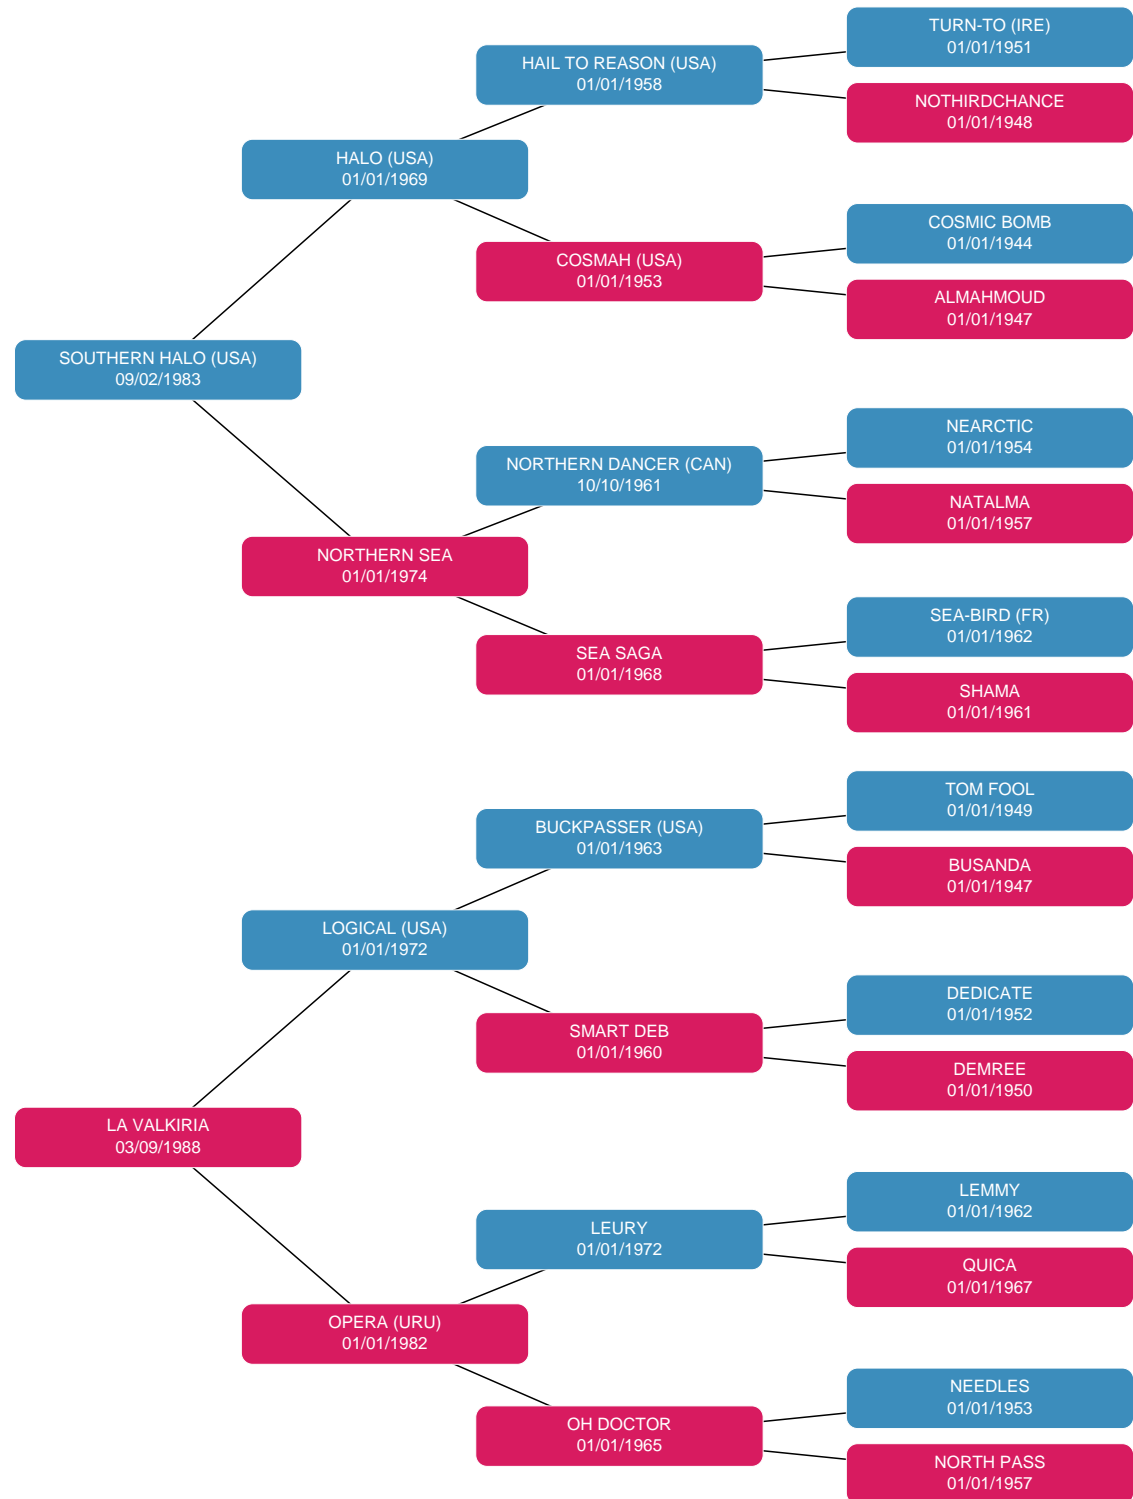 TURN-TO (IRE)
01/01/1951
HAIL TO REASON (USA)
01/01/1958
NOTHIRDCHANCE
01/01/1948
HALO (USA)
01/01/1969
COSMIC BOMB
01/01/1944
COSMAH (USA)
01/01/1953
ALMAHMOUD
01/01/1947
SOUTHERN HALO (USA)
09/02/1983
NEARCTIC
01/01/1954
NORTHERN DANCER (CAN)
10/10/1961
NATALMA
01/01/1957
NORTHERN SEA
01/01/1974
SEA-BIRD (FR)
01/01/1962
SEA SAGA
01/01/1968
SHAMA
01/01/1961
TOM FOOL
01/01/1949
BUCKPASSER (USA)
01/01/1963
BUSANDA
01/01/1947
LOGICAL (USA)
01/01/1972
DEDICATE
01/01/1952
SMART DEB
01/01/1960
DEMREE
01/01/1950
LA VALKIRIA
03/09/1988
LEMMY
01/01/1962
LEURY
01/01/1972
QUICA
01/01/1967
OPERA (URU)
01/01/1982
NEEDLES
01/01/1953
OH DOCTOR
01/01/1965
NORTH PASS
01/01/1957